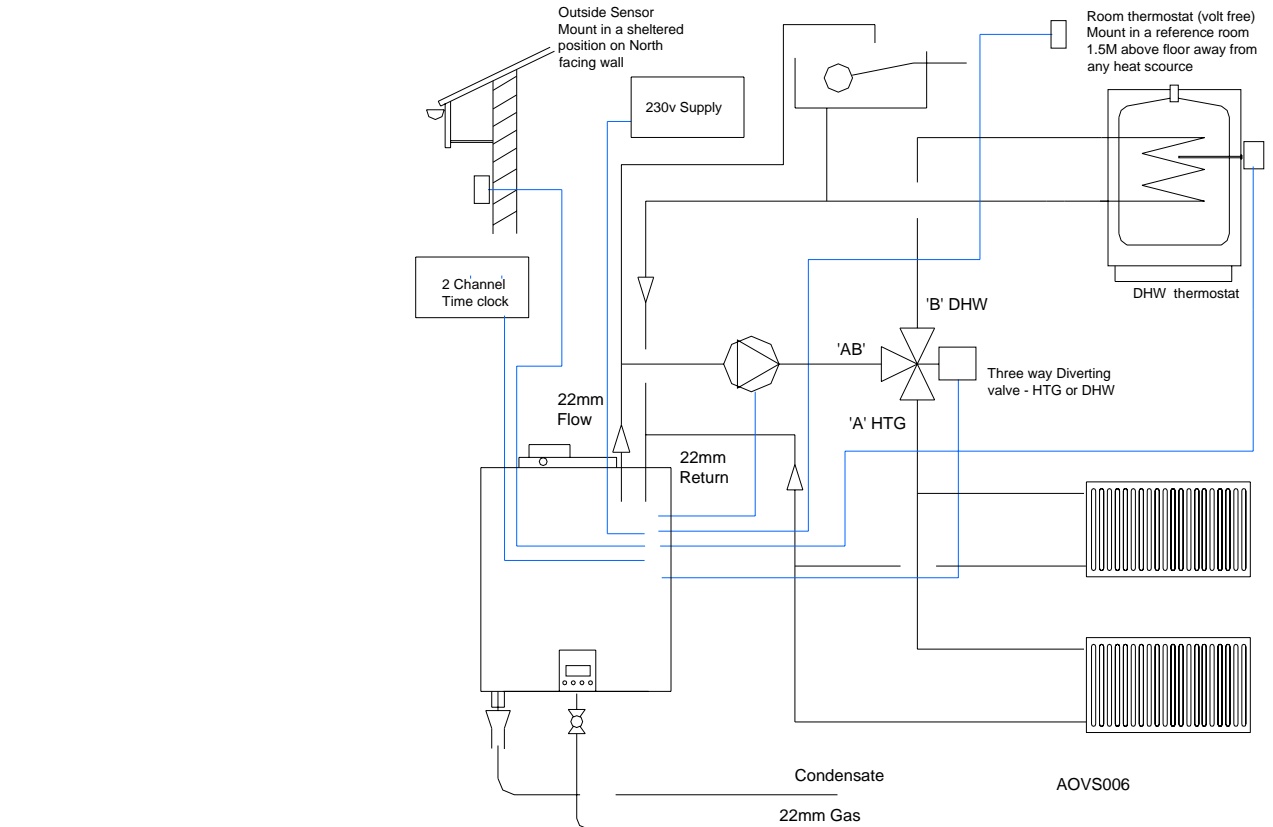 Outside Sensor
Mount in a sheltered
position on North
facing wall
Room thermostat (volt free)
Mount in a reference room
1.5M above floor away from
any heat scource
230v Supply
2 Channel
Time clock
DHW thermostat
'B' DHW
'AB'
Three way Diverting
valve - HTG or DHW
'A' HTG
22mm
Flow
22mm
Return
Condensate
AOVS006
22mm Gas